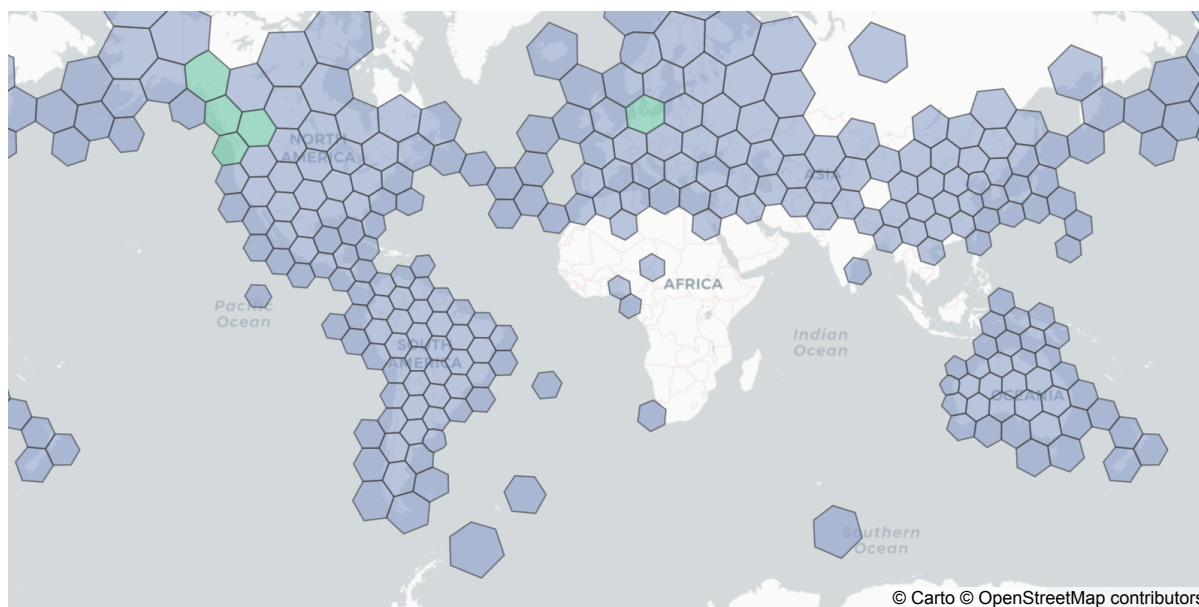 NORTH
AMERICA
ASIA
AFRICA
Pacific
Ocean
Indian
Ocean
SOUTH
AMERICA
OCEANIA
Southern
Ocean
© Carto © OpenStreetMap contributors